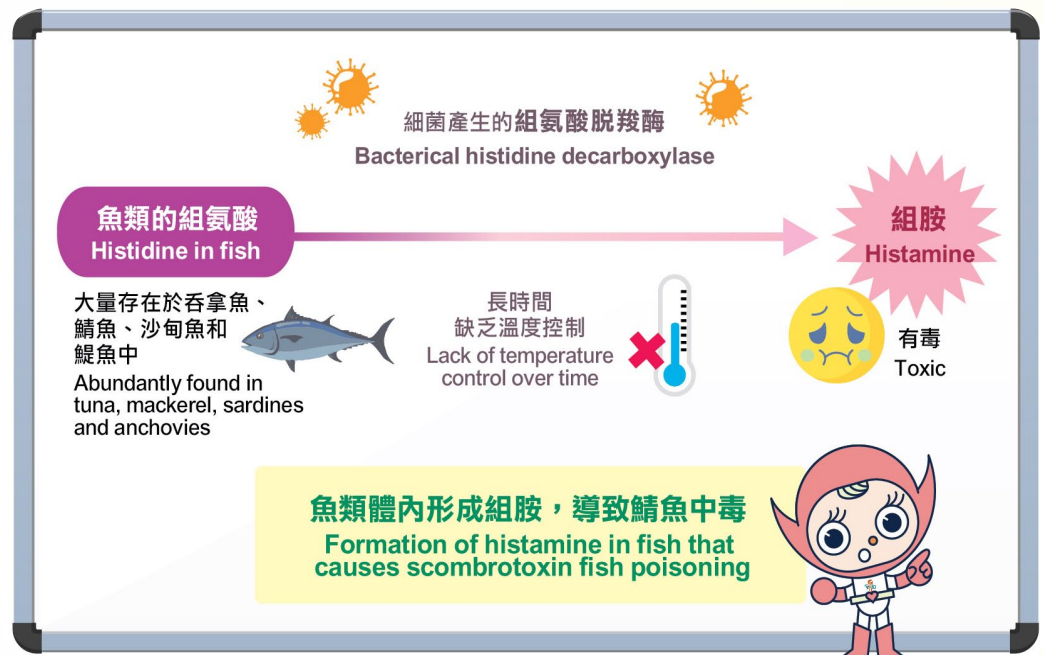 細菌產生的組氨酸脱羧酶
Bacterical histidine decarboxylase
魚類的組氨酸
Histidine in fish
組胺
Histamine
大量存在於吞拿魚、
鯖魚、沙甸魚和
鯷魚中
Abundantly found in
tuna, mackerel, sardines
and anchovies
長時間
缺乏溫度控制
Lack of temperature
control over time
有毒
Toxic
魚類體內形成組胺，導致鯖魚中毒
Formation of histamine in fish that
causes scombrotoxin fish poisoning